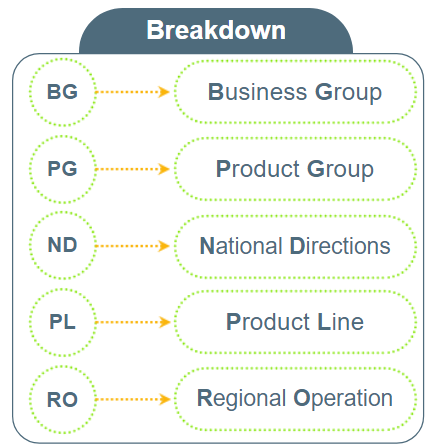 Breakdown
BG Business Group
PG Product Group
ND National Directions
PL Product Line
RO Regional Operation